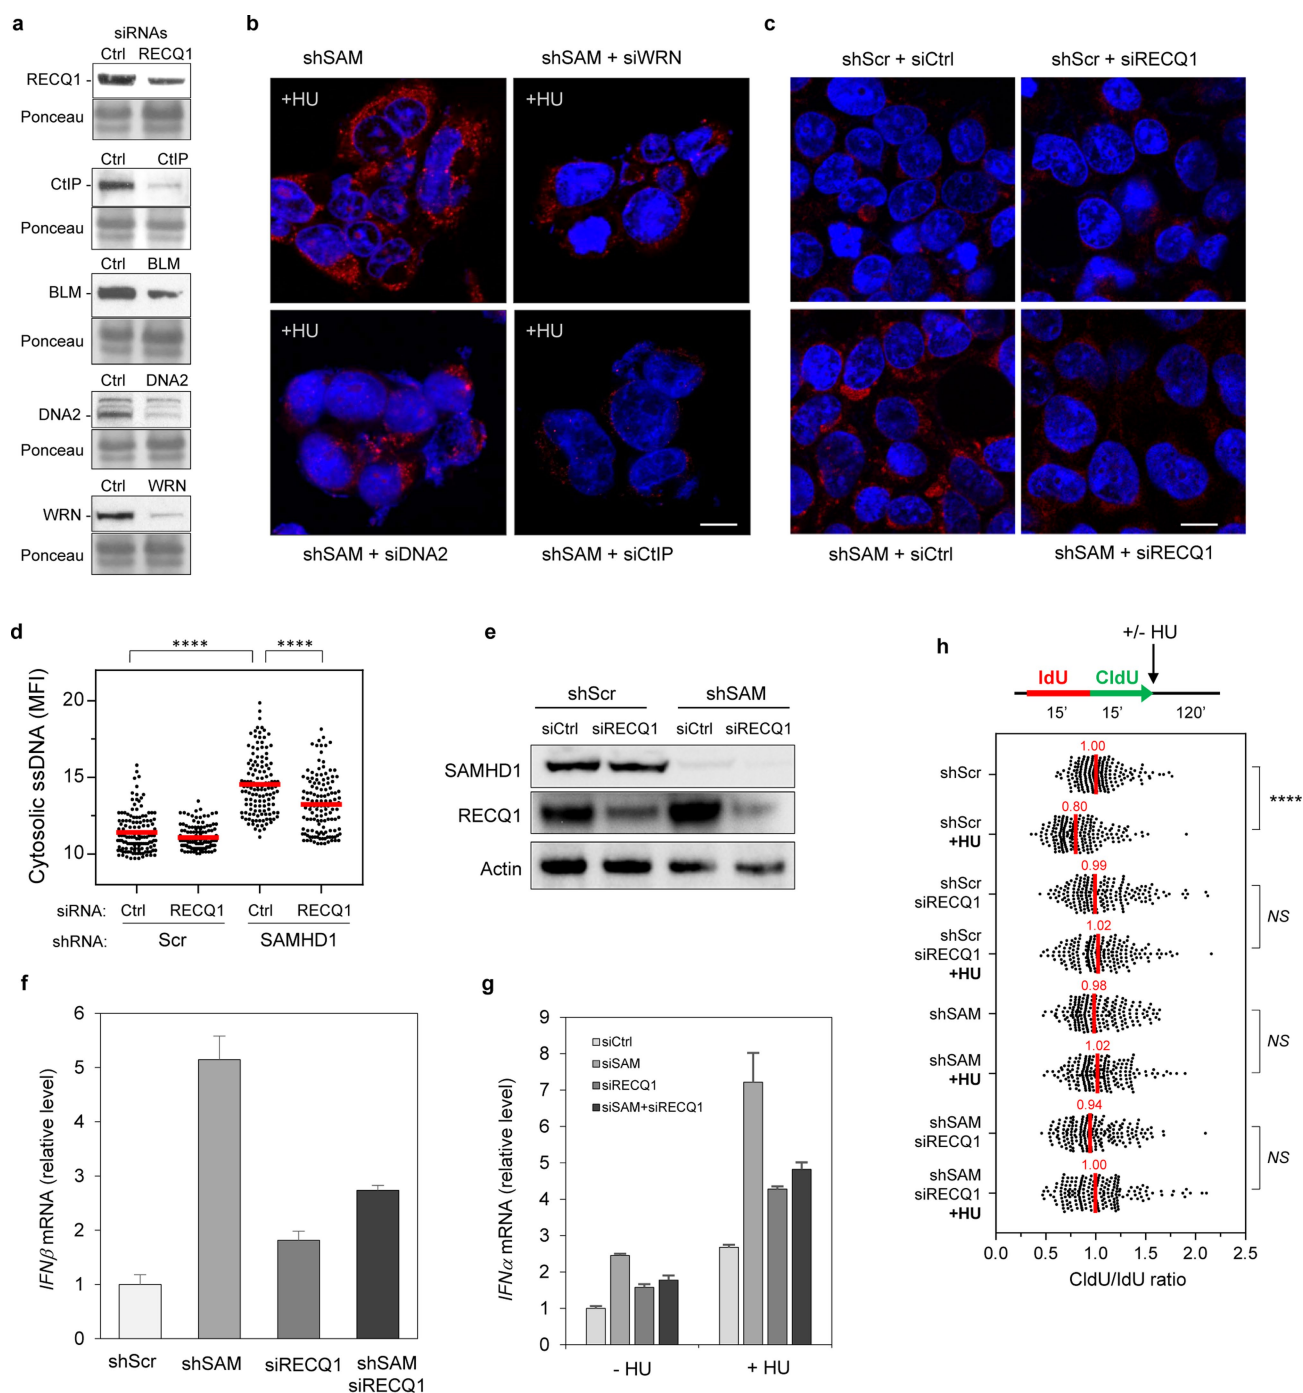 a
siRNAs
Ctrl RECQ1
RECQ1
Ponceau
Ctrl CtIP
CtIP
Ponceau
Ctrl BLM
BLM
Ponceau
Ctrl DNA2
DNA2
Ponceau
Ctrl WRN
WRN
Ponceau
b
shSAM shSAM + siWRN
+HU +HU
+HU +HU
shSAM + siDNA2 shSAM + siCtIP
c
shScr + siCtrl shScr + siRECQ1
shSAM + siCtrl shSAM + siRECQ1
d
**** ****
Cytosolic ssDNA (MFI)
20
15
10
siRNA: Ctrl RECQ1 Ctrl RECQ1
shRNA: Scr SAMHD1
e
shScr shSAM
siCtrl siRECQ1 siCtrl siRECQ1
SAMHD1
RECQ1
Actin
f
IFNβ mRNA (relative level)
6
5
4
3
2
1
0
shScr shSAM siRECQ1 shSAM
siRECQ1
g
IFNα mRNA (relative level)
9
8
7
6
5
4
3
2
1
0
siCtrl
siSAM
siRECQ1
siSAM+siRECQ1
- HU + HU
h
+/- HU
IdU CldU
15' 15' 120'
1.00
shScr
****
0.80
shScr
+HU
0.99
shScr
siRECQ1
NS
1.02
shScr
siRECQ1
+HU
0.98
shSAM
NS
1.02
shSAM
+HU
0.94
shSAM
siRECQ1
NS
1.00
shSAM
siRECQ1
+HU
0.0 0.5 1.0 1.5 2.0 2.5
CldU/IdU ratio